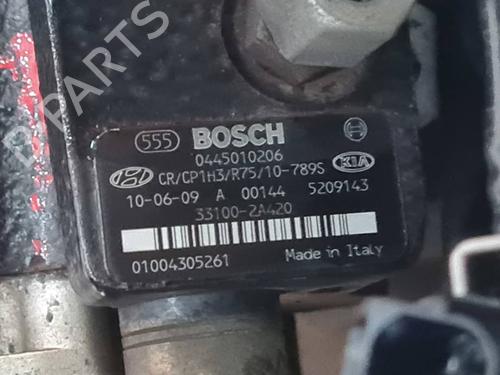 B PARTS
555 BOSCH
0445010206
CR/CP1H3/R75/10-789S KIA
10-06-09 A 00144 5209143
33100-2A420
01004305261 Made in Italy